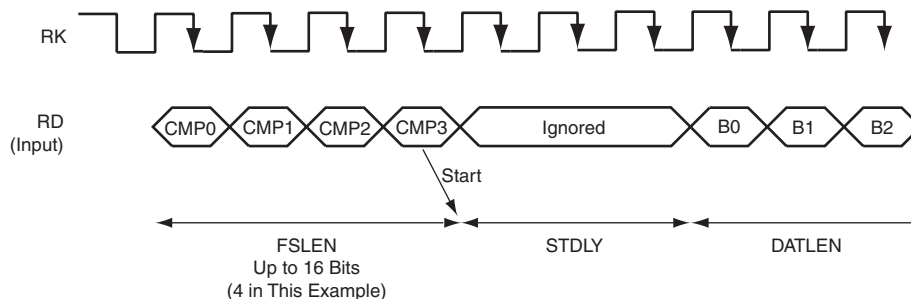 RK
RD
(Input)
CMP0 CMP1 CMP2 CMP3 Ignored B0 B1 B2
Start
FSLEN
Up to 16 Bits
(4 in This Example)
STDLY
DATLEN